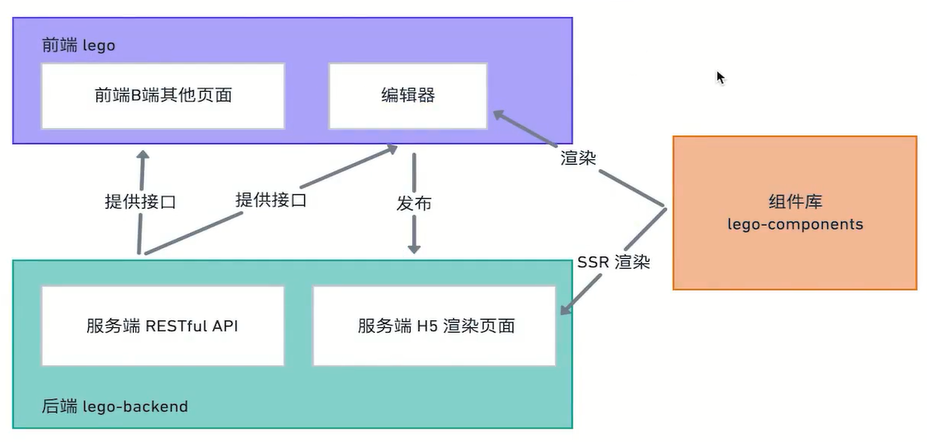 前端 lego
前端B端其他页面
编辑器
渲染
提供接口
提供接口
发布
组件库
lego-components
SSR 渲染
服务端 RESTful API
服务端 H5 渲染页面
后端 lego-backend